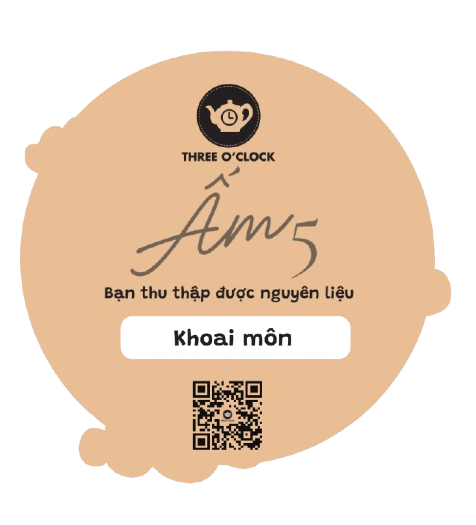 THREE O'CLOCK
Ấm 5
Bạn thu thập được nguyên liệu
Khoai môn